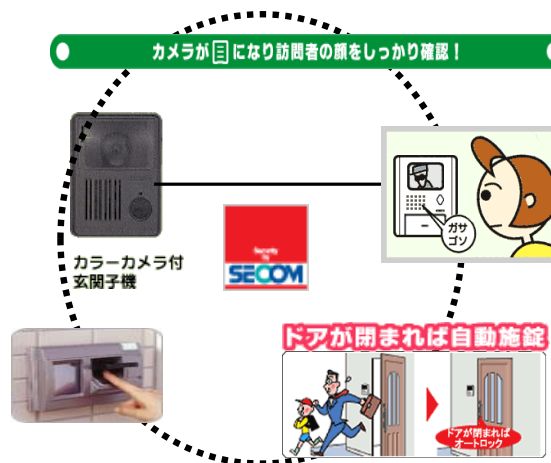 カメラが目になり訪問者の顔をしっかり確認！
ガサ
ゴソ
カラーカメラ付
玄関子機
Security
by
SECOM
ドアが閉まれば自動施錠
ドアが閉まれば
オートロック